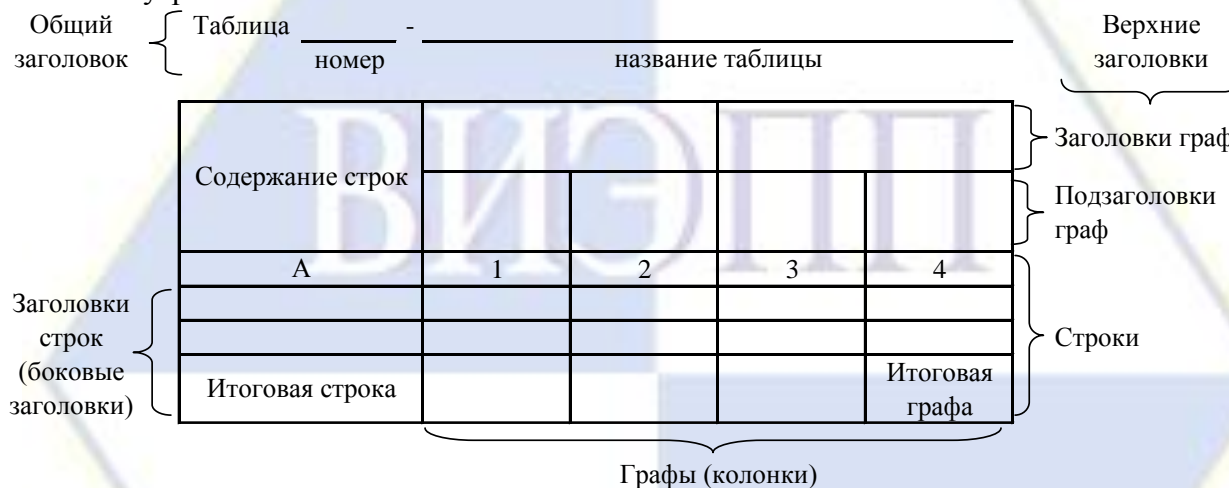 Общий
заголовок
Таблица -
номер
название таблицы
Верхние
заголовки
Содержание строк
Заголовки граф
Подзаголовки
граф
А 1 2 3 4
Заголовки
строк
(боковые
заголовки)
Строки
Итоговая строка
Итоговая
графа
Графы (колонки)
ВИЭПП